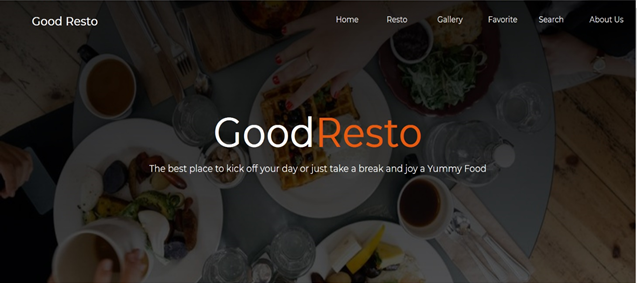 Good Resto
Home Resto Gallery Favorite Search About Us
GoodResto
The best place to kick off your day or just take a break and joy a Yummy Food